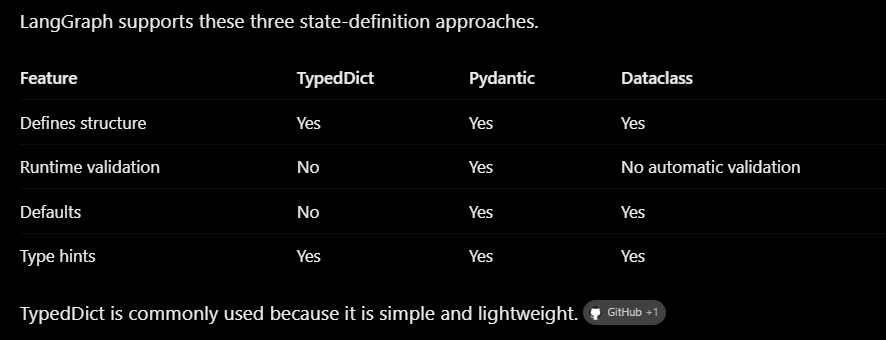 LangGraph supports these three state-definition approaches.
Feature TypedDict Pydantic Dataclass
Defines structure Yes Yes Yes
Runtime validation No Yes No automatic validation
Defaults No Yes Yes
Type hints Yes Yes Yes
TypedDict is commonly used because it is simple and lightweight. GitHub +1